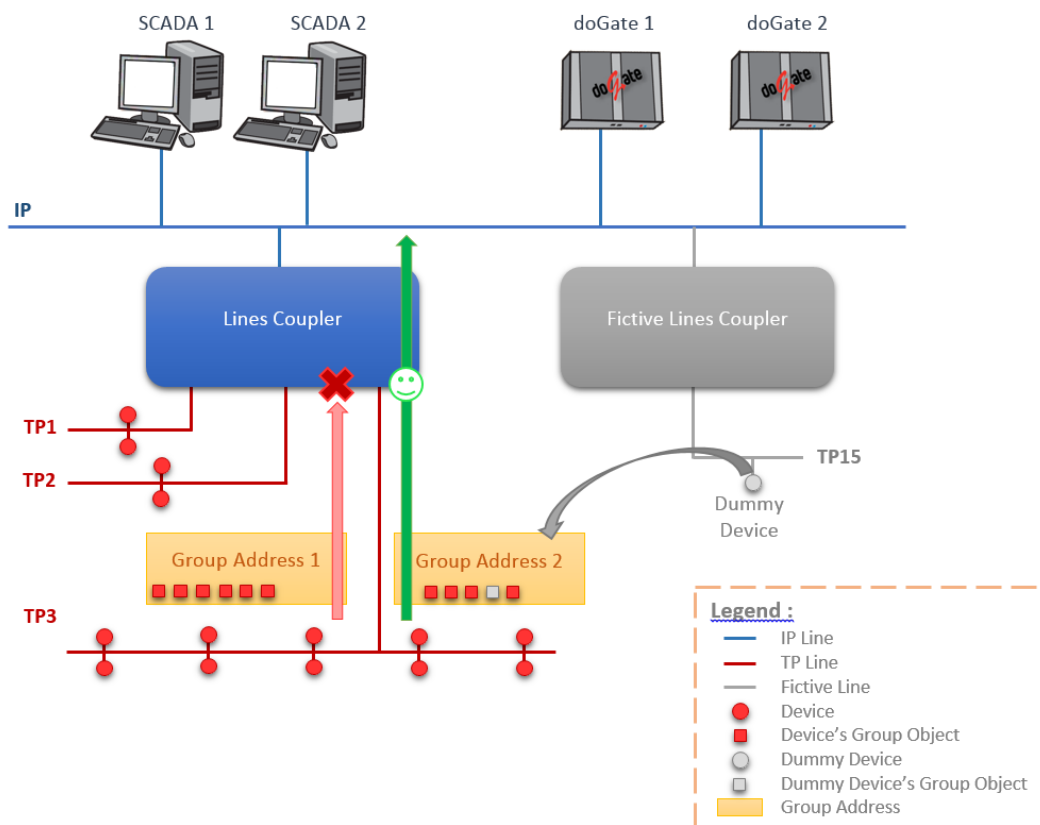 SCADA 1
SCADA 2
doGate 1
doGate 2
doGate
doGate
IP
Lines Coupler
Fictive Lines Coupler
TP1
TP2
TP15
Dummy
Device
Group Address 1
Group Address 2
TP3
Legend :
IP Line
TP Line
Fictive Line
Device
Device's Group Object
Dummy Device
Dummy Device's Group Object
Group Address